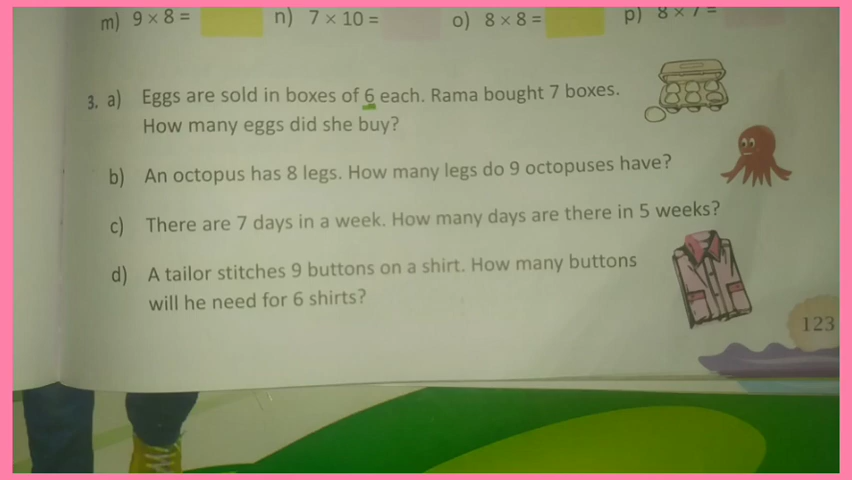 m) 9 × 8 = n) 7 × 10 = o) 8 × 8 = p) 8 × 7 =
3. a) Eggs are sold in boxes of 6 each. Rama bought 7 boxes.
How many eggs did she buy?
b) An octopus has 8 legs. How many legs do 9 octopuses have?
c) There are 7 days in a week. How many days are there in 5 weeks?
d) A tailor stitches 9 buttons on a shirt. How many buttons
will he need for 6 shirts?
123